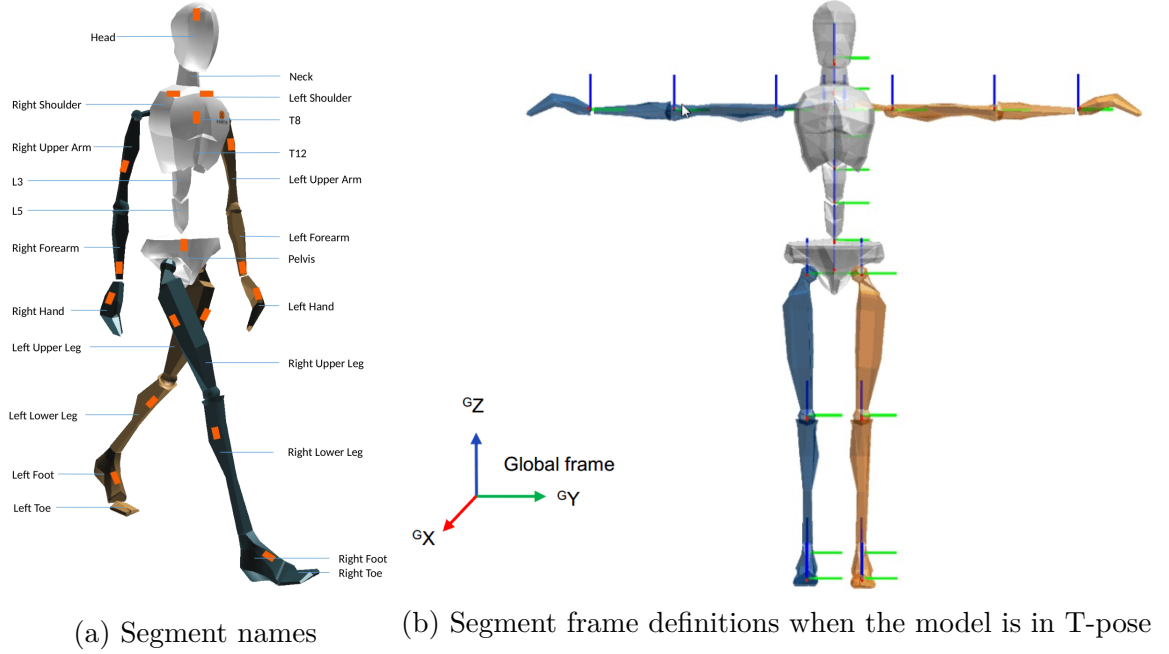 Head
Neck
Right Shoulder
Left Shoulder
T8
Right Upper Arm
T12
L3
Left Upper Arm
L5
Right Forearm
Left Forearm
Pelvis
Right Hand
Left Hand
Left Upper Leg
Right Upper Leg
Left Lower Leg
Right Lower Leg
Left Foot
Left Toe
Right Foot
Right Toe
GZ
Global frame
GY
GX
(a) Segment names
(b) Segment frame definitions when the model is in T-pose